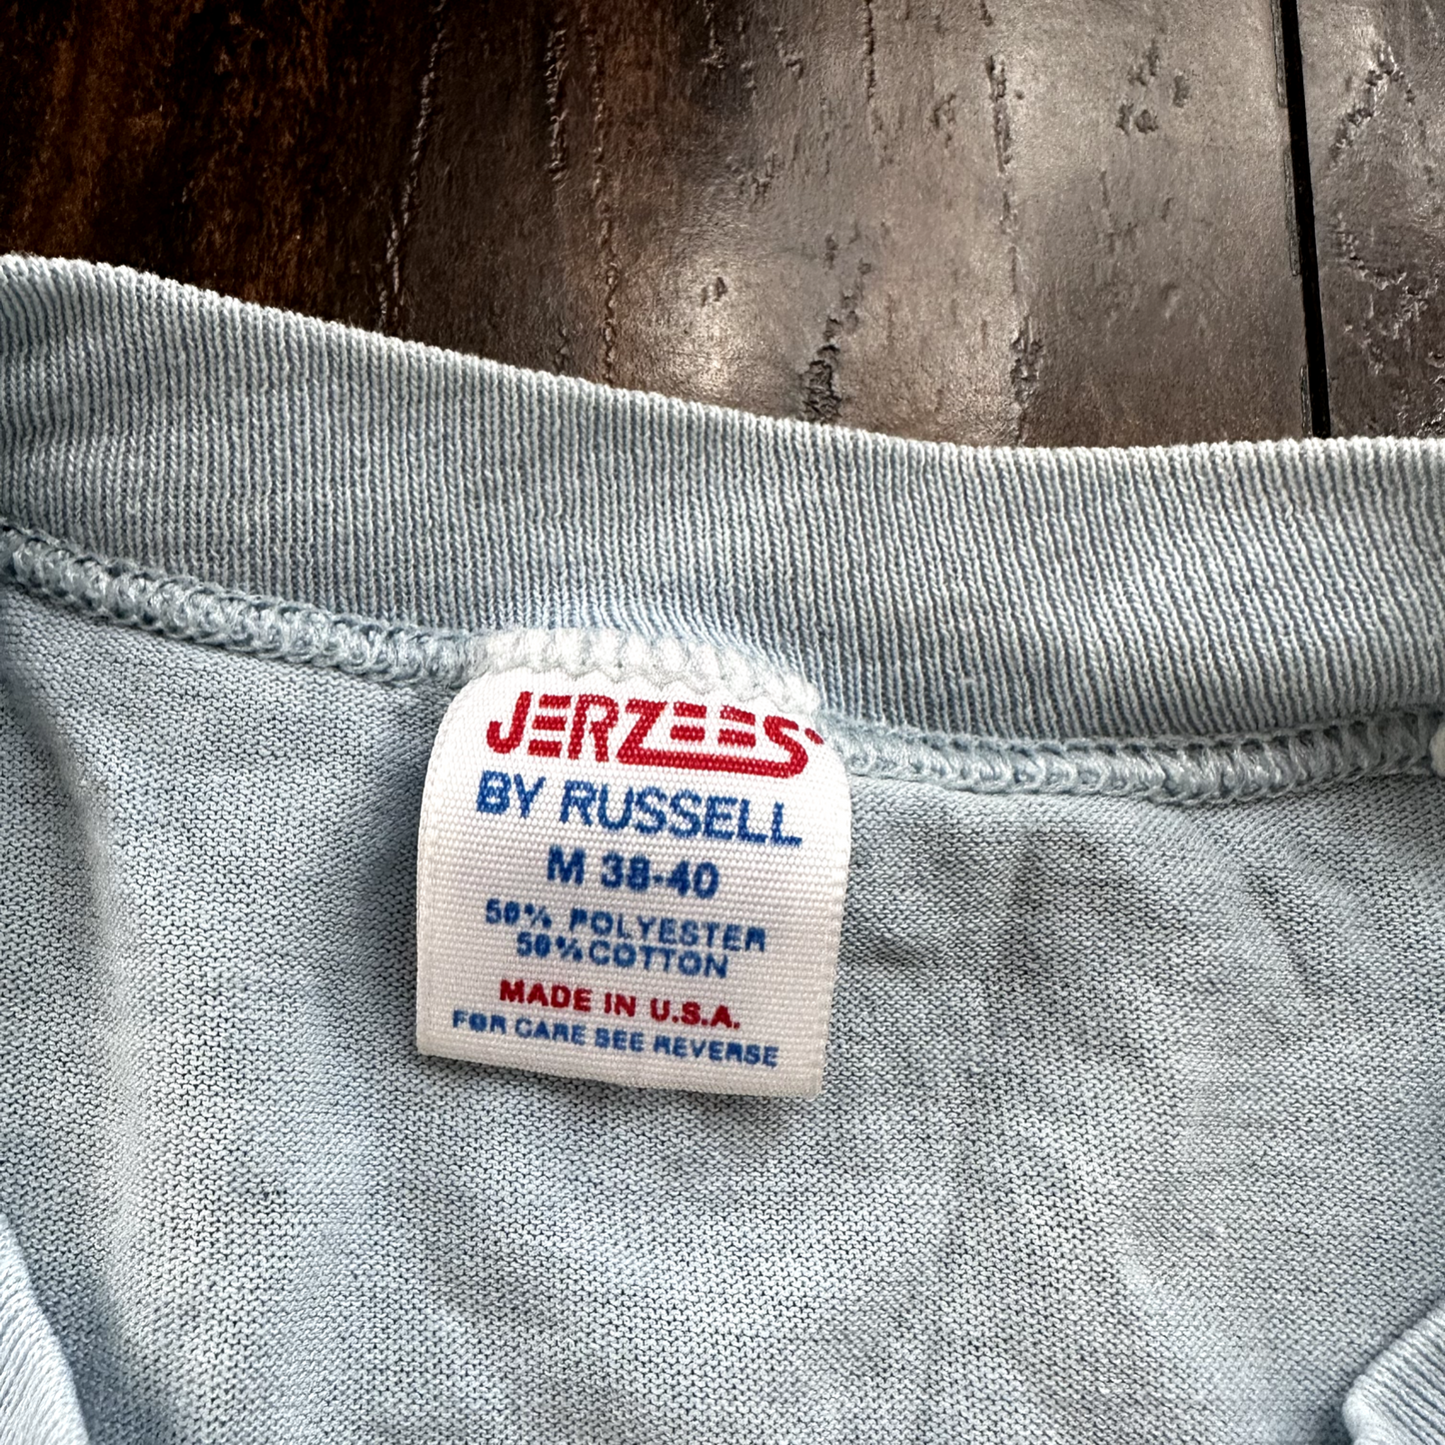 JERZEES
BY RUSSELL
M 38-40
50% POLYESTER
50% COTTON
MADE IN U.S.A.
FOR CARE SEE REVERSE